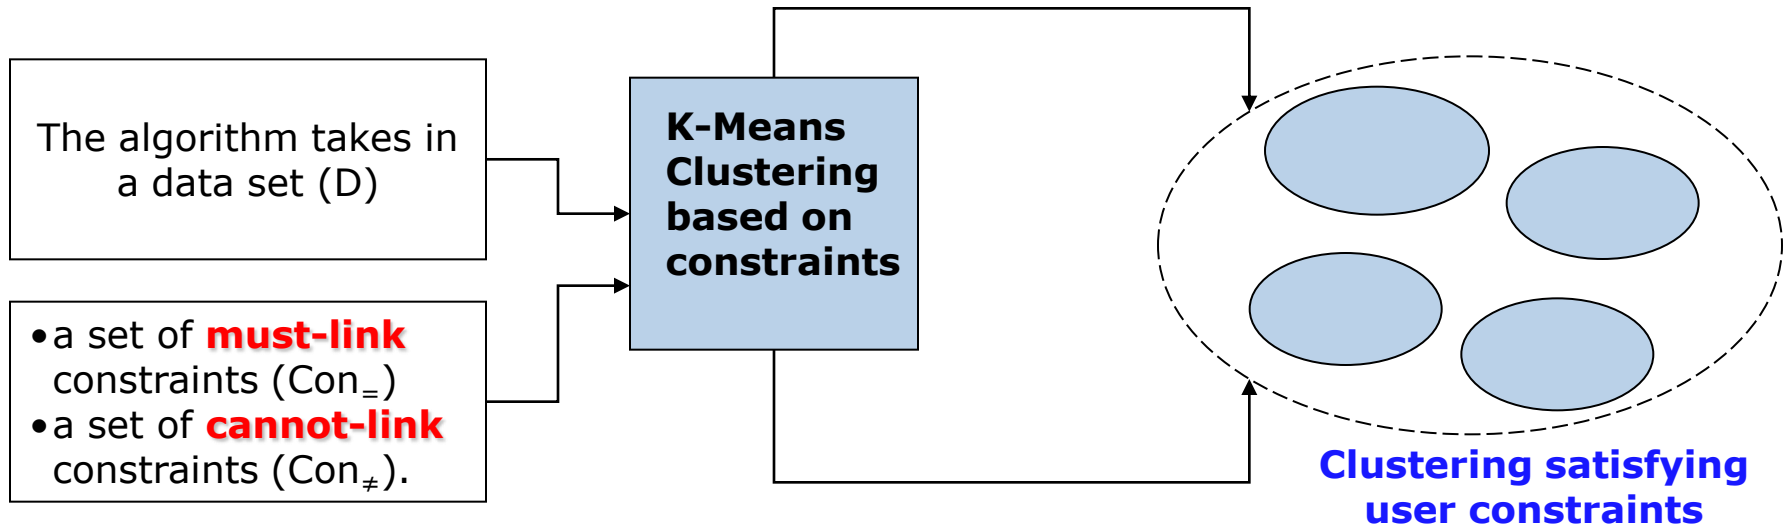 The algorithm takes in
a data set (D)
•a set of must-link
constraints (Con₌)
•a set of cannot-link
constraints (Con≠).
K-Means
Clustering
based on
constraints
Clustering satisfying
user constraints